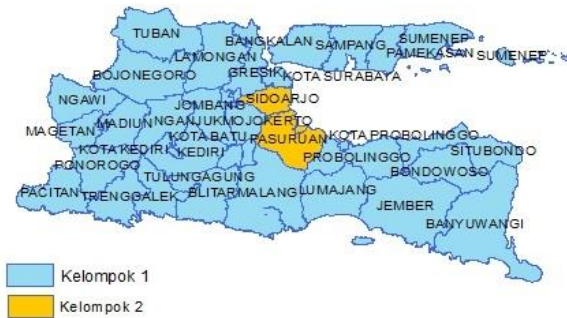 TUBAN
BANGKALAN
SAMPANG
SUMENEP
LAMONGAN
PAMEKASAN
SUMENEP
BOJONEGORO
GRESIK
KOTA SURABAYA
NGAWI
JOMBANG
SIDOARJO
MAGETAN
MADIUN
NGANJUK
MOJOKERTO
KOTA BATU
PASURUAN
KOTA PROBOLINGGO
KOTA KEDIRI
KEDIRI
PROBOLINGGO
SITUBONDO
PONOROGO
BONDOWOSO
TULUNGAGUNG
PACITAN
TRENGGALEK
BLITAR
MALANG
LUMAJANG
JEMBER
BANYUWANGI
Kelompok 1
Kelompok 2